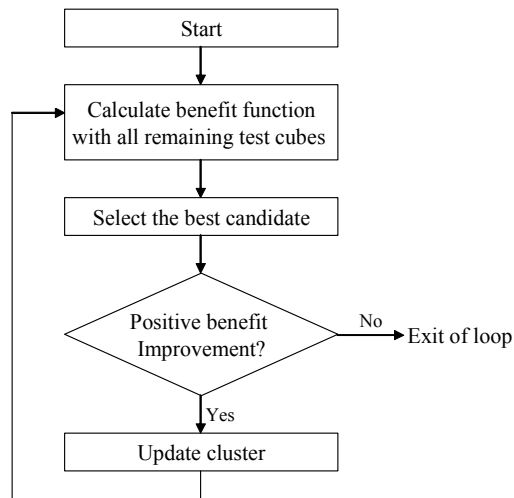 Start
Calculate benefit function
with all remaining test cubes
Select the best candidate
Positive benefit
Improvement?
No
Exit of loop
Yes
Update cluster